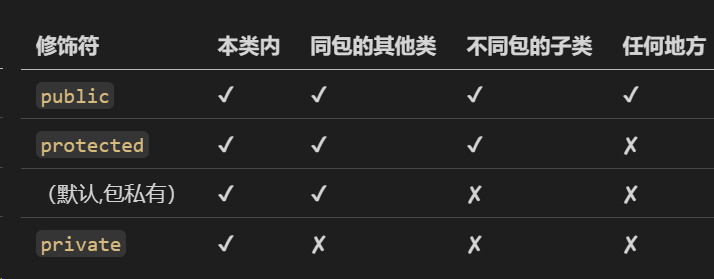 修饰符 本类内 同包的其他类 不同包的子类 任何地方
public ✓ ✓ ✓ ✓
protected ✓ ✓ ✓ ✗
（默认,包私有） ✓ ✓ ✗ ✗
private ✓ ✗ ✗ ✗